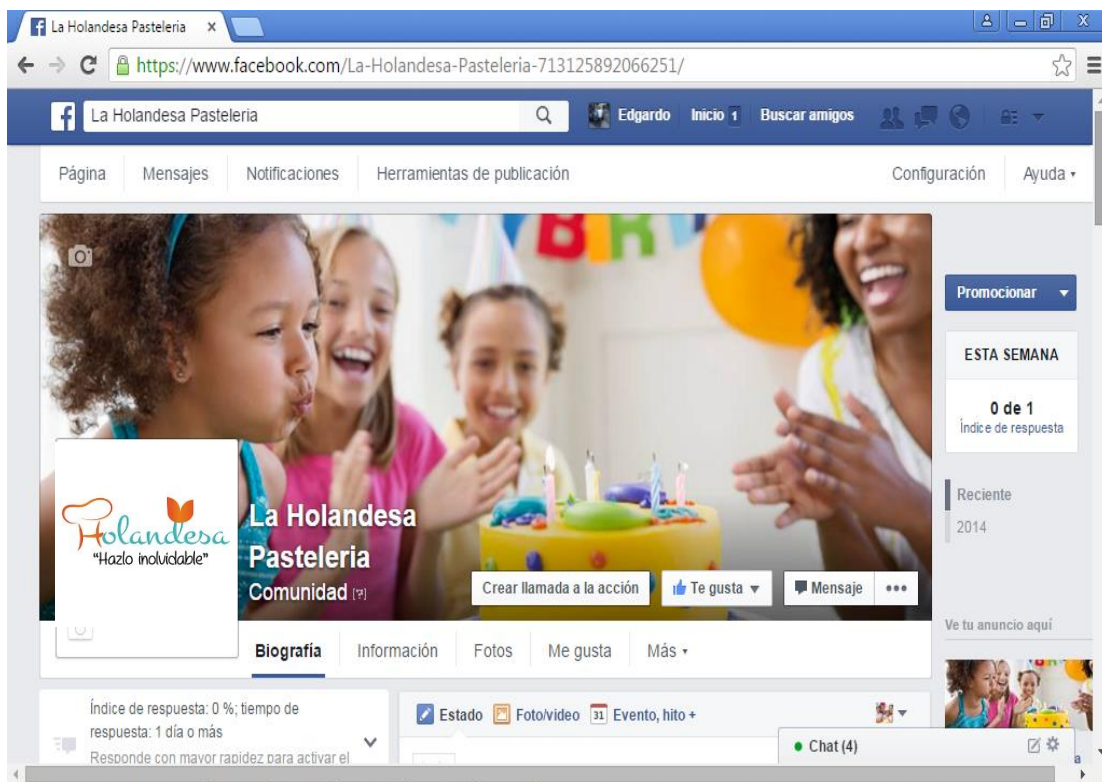 La Holandesa Pasteleria
https://www.facebook.com/La-Holandesa-Pasteleria-713125892066251/
La Holandesa Pasteleria
Edgardo
Inicio 1
Buscar amigos
Página
Mensajes
Notificaciones
Herramientas de publicación
Configuración
Ayuda
BIR
Promocionar
ESTA SEMANA
0 de 1
Índice de respuesta
Reciente
2014
Holandesa
"Hazlo inolvidable"
La Holandesa
Pasteleria
Comunidad
Crear llamada a la acción
Te gusta
Mensaje
Ve tu anuncio aquí
Biografía
Información
Fotos
Me gusta
Más
Índice de respuesta: 0 %; tiempo de
respuesta: 1 día o más
Responde con mayor rapidez para activar el
Estado
Foto/video
31 Evento, hito +
Chat (4)
a